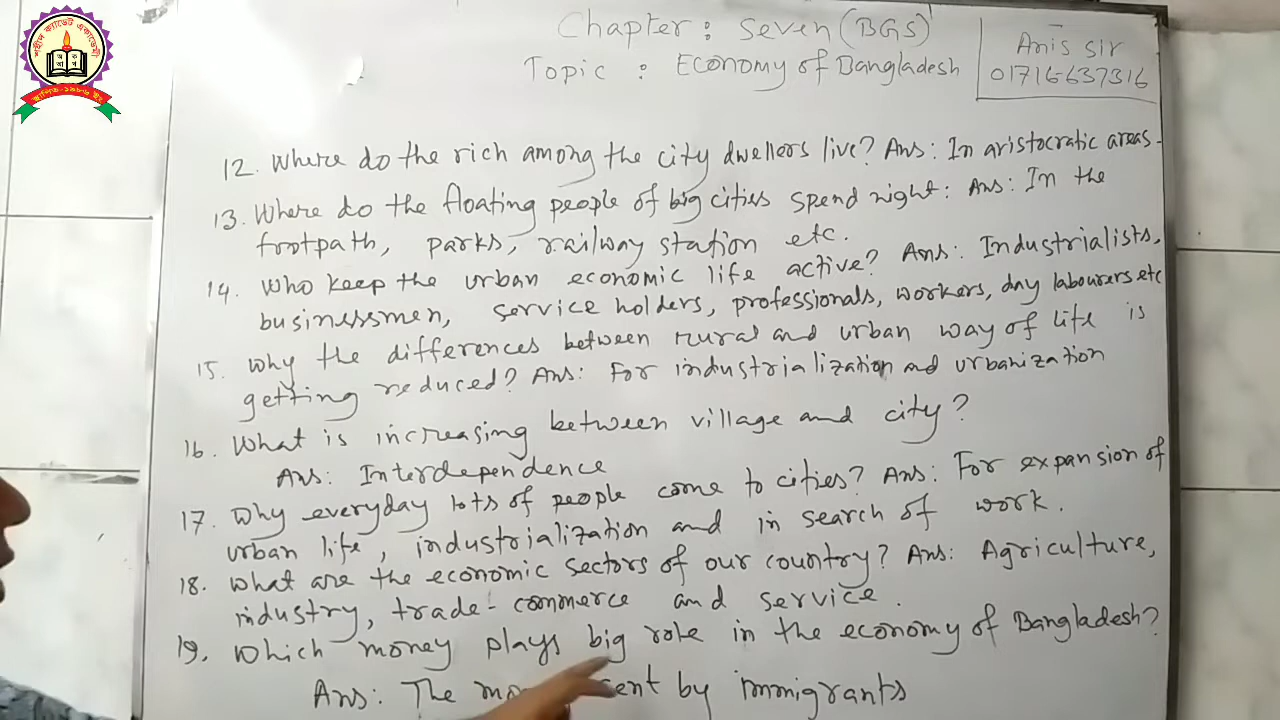 শহীদ ক্যাডেট একাডেমী
Chapter : Seven (BGS)
Topic : Economy of Bangladesh
Anis sir
01716-637316
12. Where do the rich among the city dwellers live? Ans: In aristocratic areas.
13. Where do the floating people of big cities spend night: Ans: In the
footpath, parks, railway station etc.
14. Who keep the urban economic life active? Ans: Industrialists,
businessmen, service holders, professionals, workers, day labourers etc
15. Why the differences between rural and urban way of life is
getting reduced? Ans: For industrialization and urbanization
16. What is increasing between village and city?
Ans: Interdependence
17. Why everyday lots of people come to cities? Ans: For expansion of
urban life, industrialization and in search of work.
18. What are the economic sectors of our country? Ans: Agriculture,
industry, trade-commerce and service.
19. Which money plays big role in the economy of Bangladesh?
Ans: The sent by immigrants